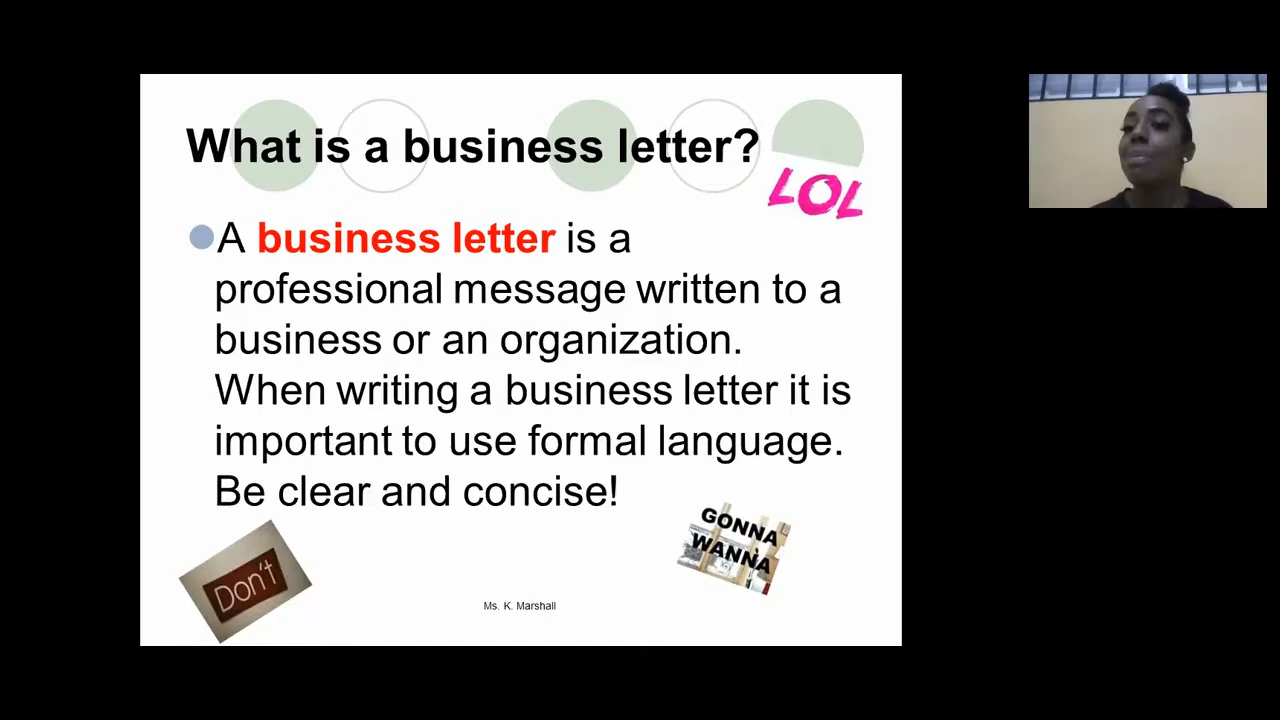 What is a business letter?
LOL
A business letter is a
professional message written to a
business or an organization.
When writing a business letter it is
important to use formal language.
Be clear and concise!
GONNA
WANNA
Don't
Ms. K. Marshall